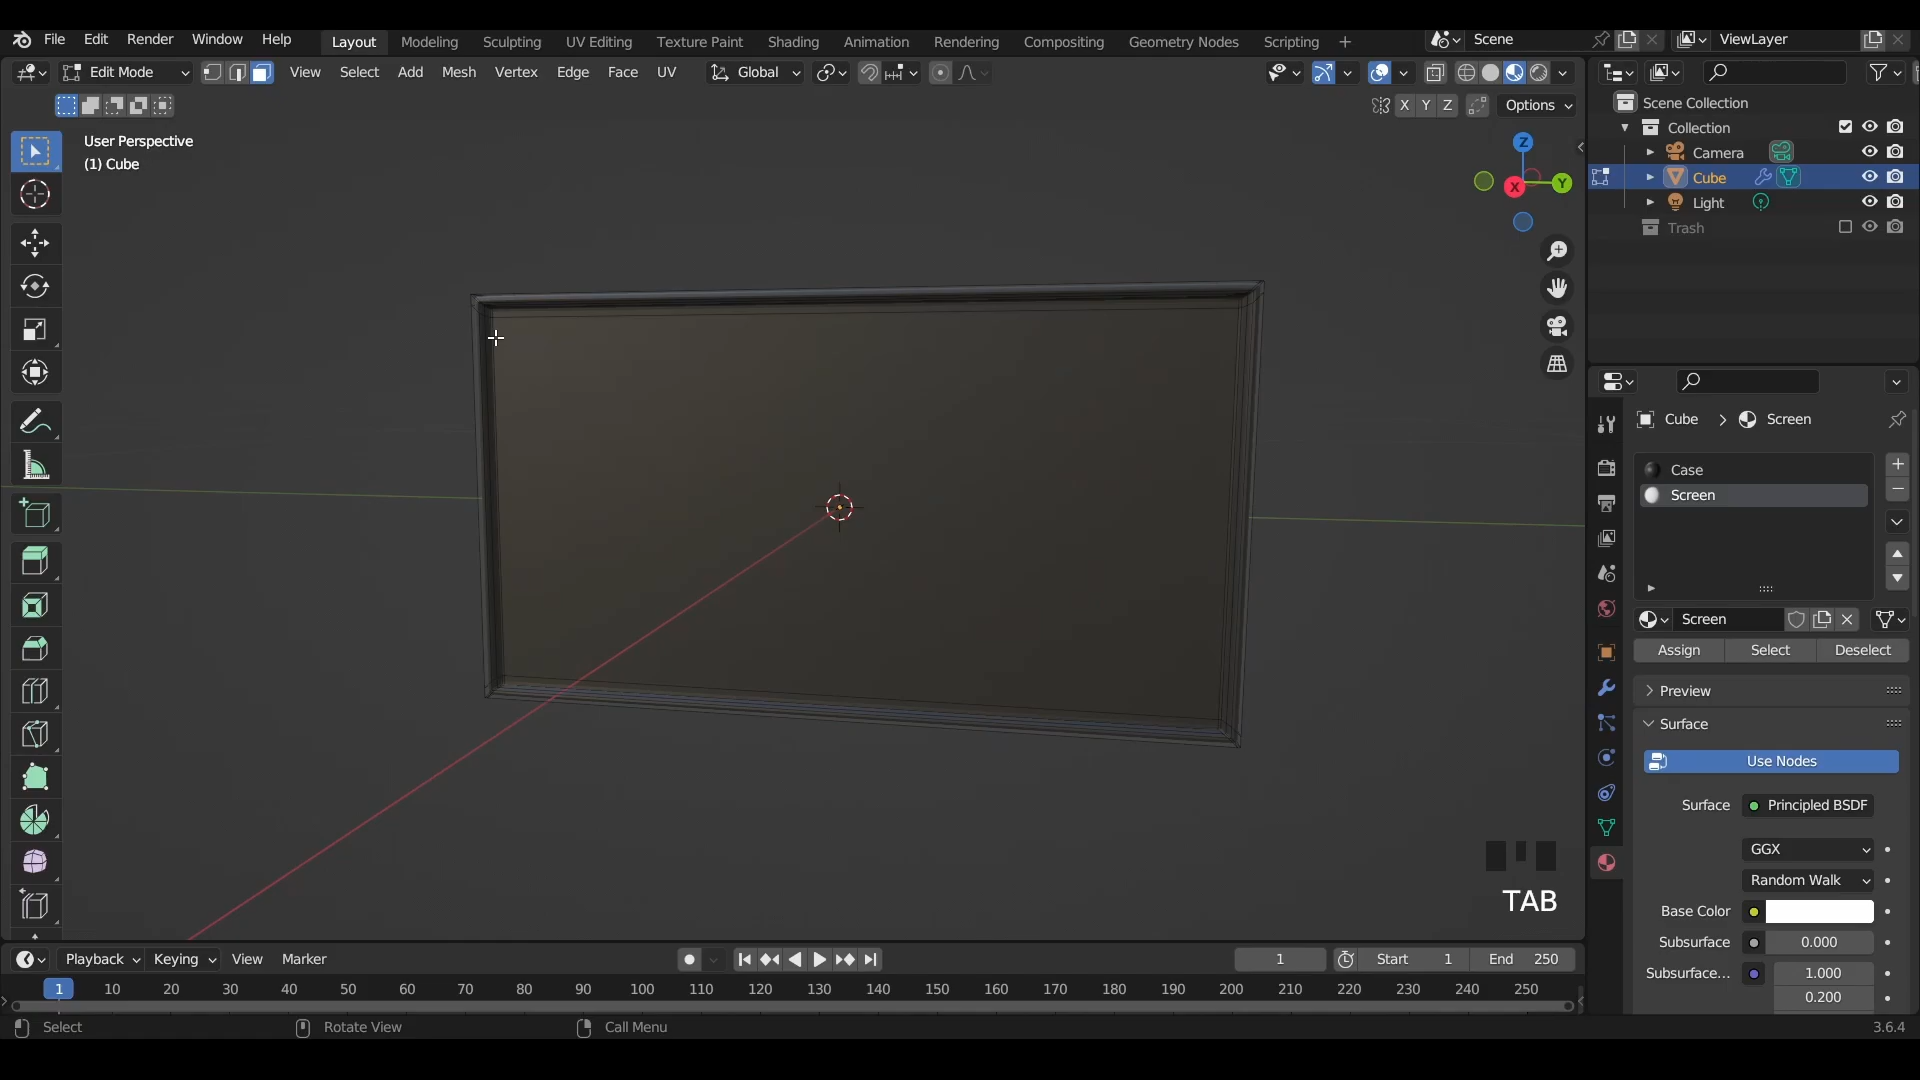 File Edit Render Window Help Layout Modeling Sculpting UV Editing Texture Paint Shading Animation Rendering Compositing Geometry Nodes Scripting + Scene ViewLayer
Edit Mode View Select Add Mesh Vertex Edge Face UV Global
X Y Z Options
Scene Collection
Collection
Camera
Cube
Light
Trash
User Perspective
(1) Cube
Z
X
Y
Cube > Screen
Case
Screen
Screen
Assign Select Deselect
Preview
Surface
Use Nodes
Surface Principled BSDF
GGX
Random Walk
Base Color
Subsurface 0.000
Subsurface... 1.000
0.200
TAB
Playback Keying View Marker 1 Start 1 End 250
1 10 20 30 40 50 60 70 80 90 100 110 120 130 140 150 160 170 180 190 200 210 220 230 240 250
Select Rotate View Call Menu 3.6.4